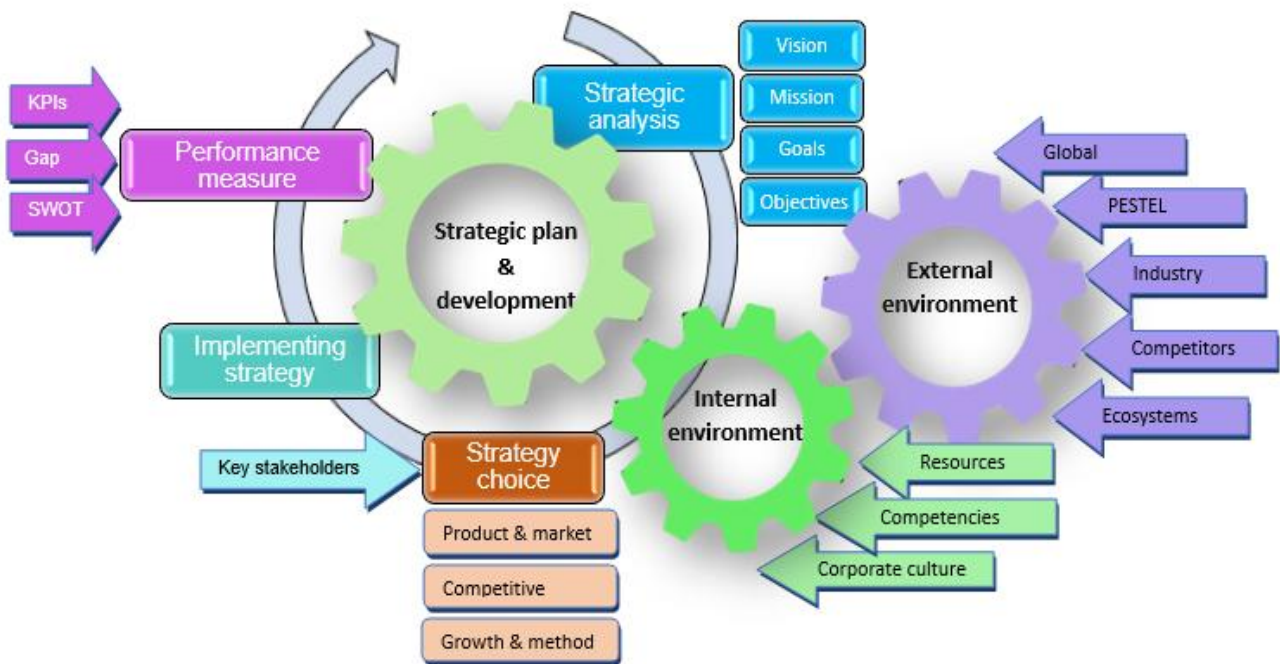 Vision
Mission
Goals
Objectives
Strategic
analysis
KPIs
Gap
SWOT
Performance
measure
Strategic plan
&
development
Global
PESTEL
Industry
Competitors
Ecosystems
External
environment
Implementing
strategy
Internal
environment
Key stakeholders
Strategy
choice
Resources
Competencies
Corporate culture
Product & market
Competitive
Growth & method